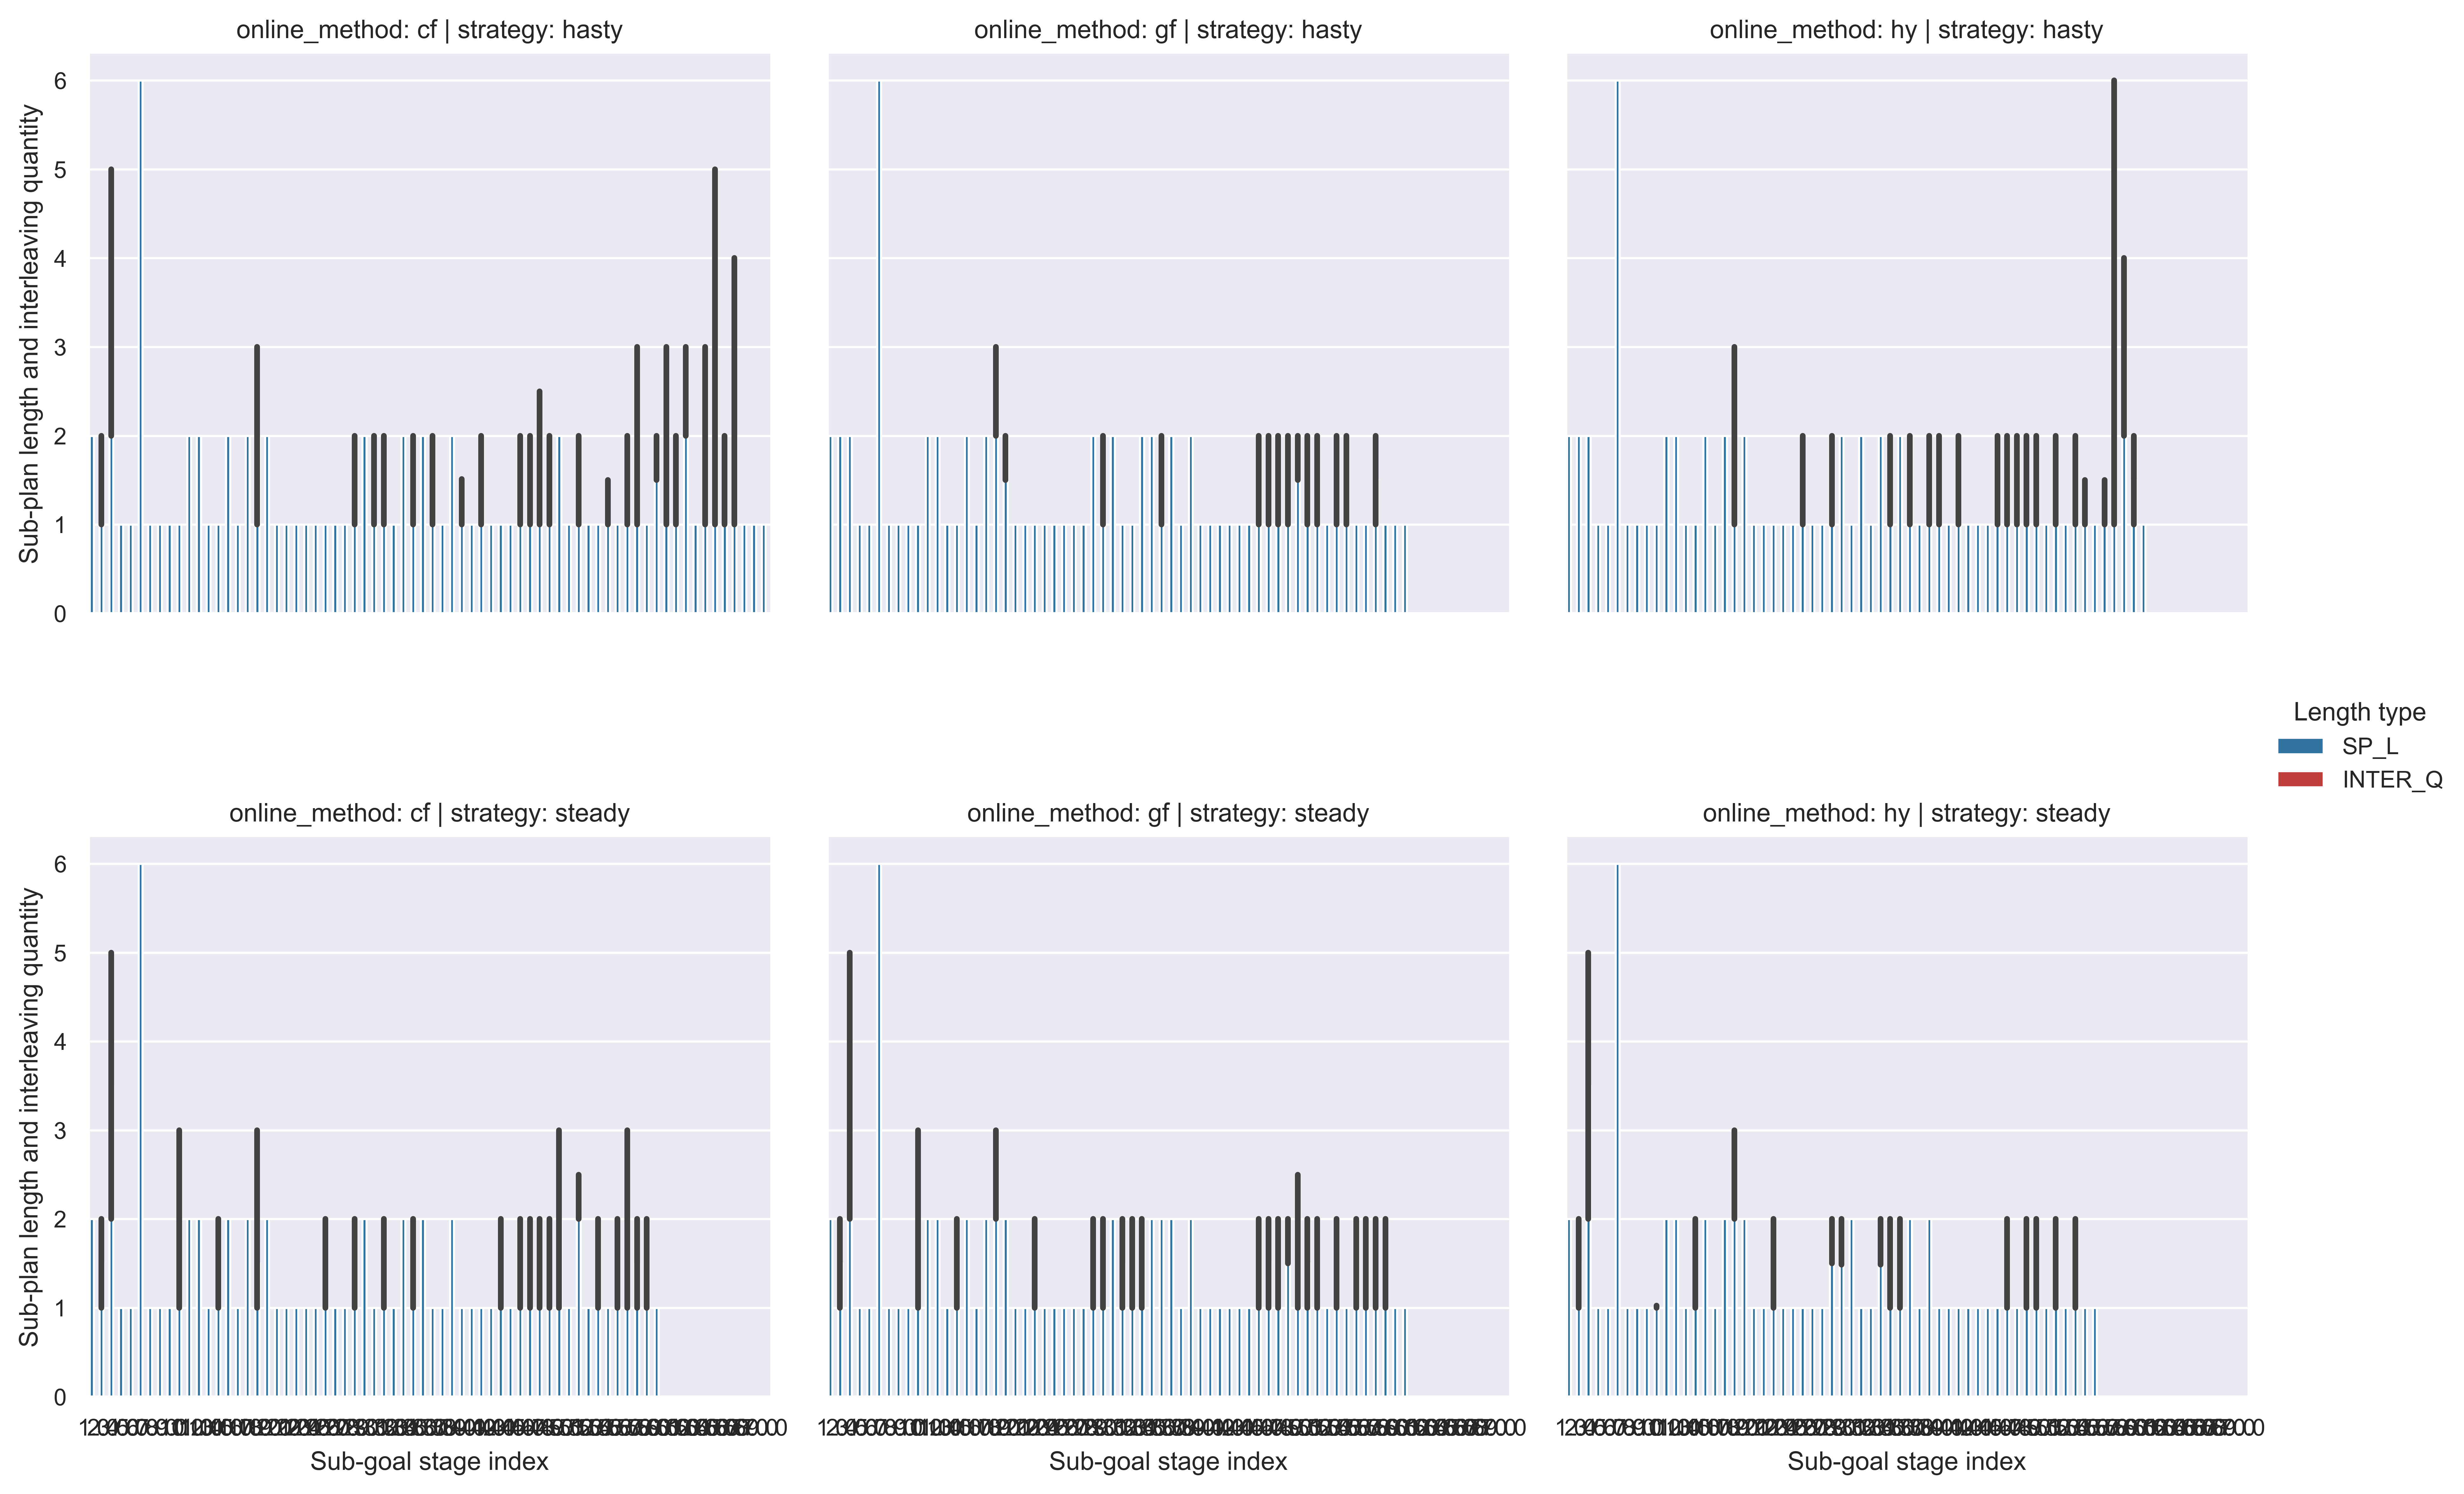 online_method: cf | strategy: hasty
online_method: gf | strategy: hasty
online_method: hy | strategy: hasty
Sub-plan length and interleaving quantity
6
5
4
3
2
1
0
Length type
SP_L
INTER_Q
online_method: cf | strategy: steady
online_method: gf | strategy: steady
online_method: hy | strategy: steady
Sub-plan length and interleaving quantity
6
5
4
3
2
1
0
Sub-goal stage index
Sub-goal stage index
Sub-goal stage index